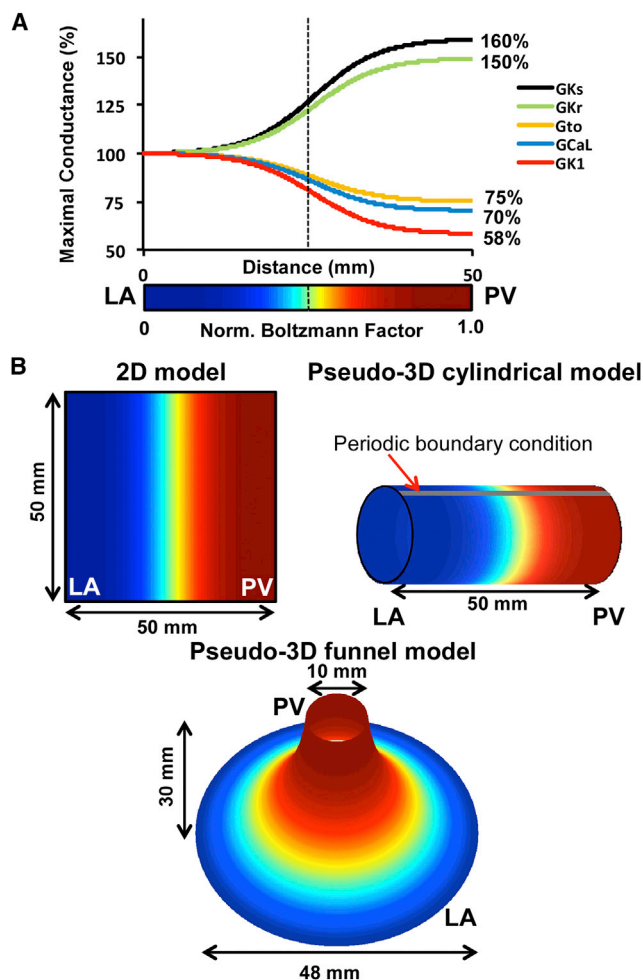 A
Maximal Conductance (%)
150
125
100
75
50
160%
150%
75%
70%
58%
GKs
GKr
Gto
GCaL
GK1
0
Distance (mm)
50
LA
PV
0
Norm. Boltzmann Factor
1.0
B
2D model
50 mm
LA
PV
50 mm
Pseudo-3D cylindrical model
Periodic boundary condition
50 mm
LA
PV
Pseudo-3D funnel model
10 mm
PV
30 mm
LA
48 mm